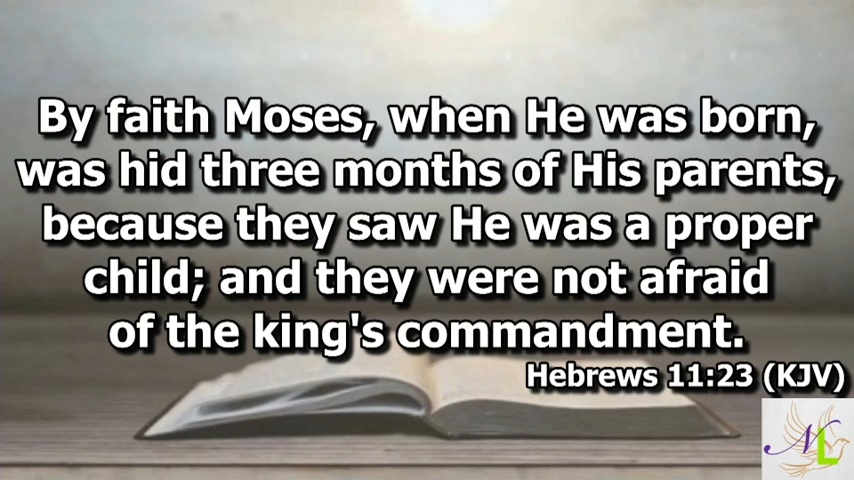 By faith Moses, when He was born,
was hid three months of His parents,
because they saw He was a proper
child; and they were not afraid
of the king's commandment.
Hebrews 11:23 (KJV)
NL